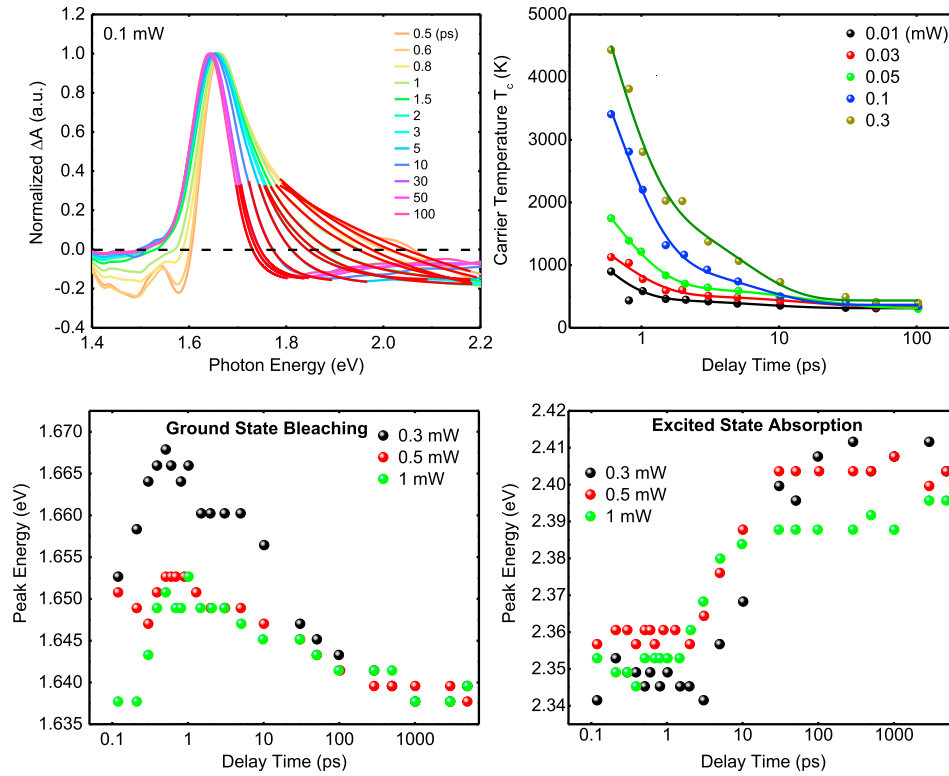 0.1 mW
0.5 (ps)
0.6
0.8
1
1.5
2
3
5
10
30
50
100
1.0
0.8
0.6
0.4
0.2
0.0
-0.2
-0.4
Normalized ΔA (a.u.)
1.4 1.6 1.8 2.0 2.2
Photon Energy (eV)
5000
4000
3000
2000
1000
0
Carrier Temperature Tc (K)
0.01 (mW)
0.03
0.05
0.1
0.3
1 10 100
Delay Time (ps)
Ground State Bleaching
0.3 mW
0.5 mW
1 mW
1.670
1.665
1.660
1.655
1.650
1.645
1.640
1.635
Peak Energy (eV)
0.1 1 10 100 1000
Delay Time (ps)
Excited State Absorption
0.3 mW
0.5 mW
1 mW
2.42
2.41
2.40
2.39
2.38
2.37
2.36
2.35
2.34
Peak Energy (eV)
0.1 1 10 100 1000
Delay Time (ps)